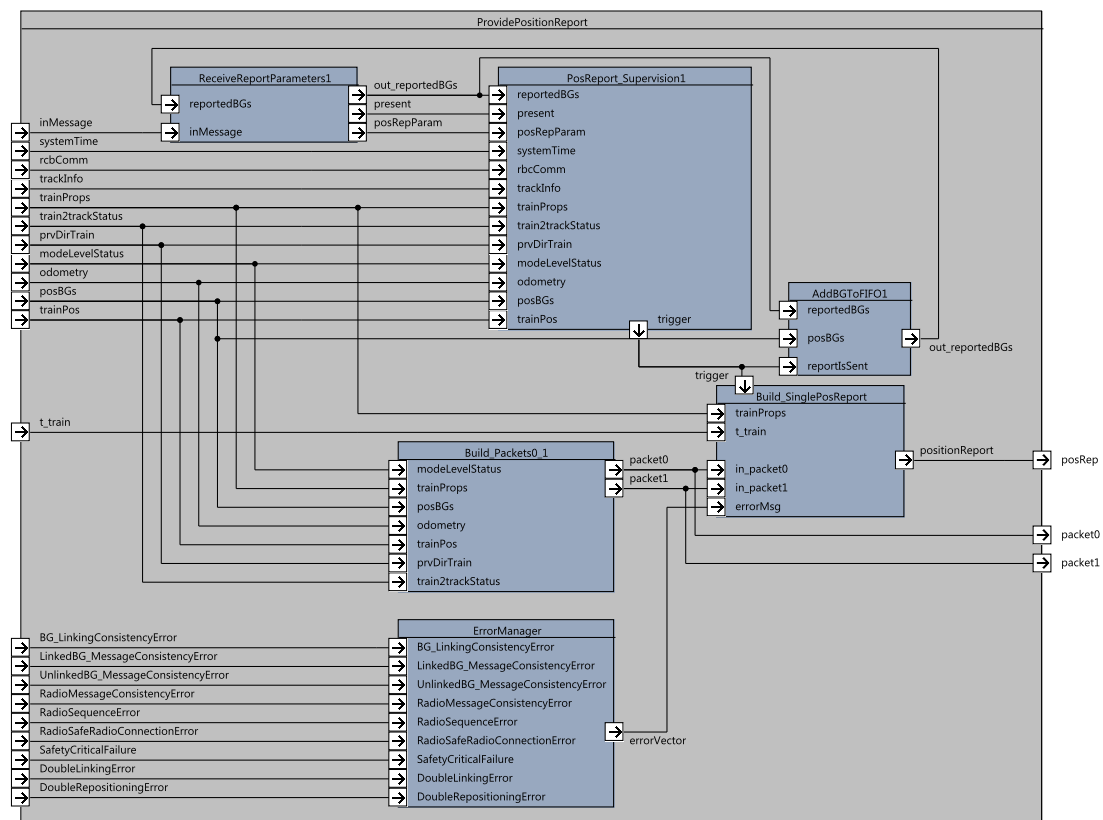 ProvidePositionReport
ReceiveReportParameters1
reportedBGs
inMessage
out_reportedBGs
present
posRepParam
PosReport_Supervision1
reportedBGs
present
posRepParam
systemTime
rbcComm
trackInfo
trainProps
train2trackStatus
prvDirTrain
modeLevelStatus
odometry
posBGs
trainPos
trigger
inMessage
systemTime
rcbComm
trackInfo
trainProps
train2trackStatus
prvDirTrain
modeLevelStatus
odometry
posBGs
trainPos
AddBGToFIFO1
reportedBGs
posBGs
reportIsSent
out_reportedBGs
trigger
Build_SinglePosReport
trainProps
t_train
in_packet0
in_packet1
errorMsg
positionReport
posRep
packet0
packet1
t_train
Build_Packets0_1
modeLevelStatus
trainProps
posBGs
odometry
trainPos
prvDirTrain
train2trackStatus
packet0
packet1
BG_LinkingConsistencyError
LinkedBG_MessageConsistencyError
UnlinkedBG_MessageConsistencyError
RadioMessageConsistencyError
RadioSequenceError
RadioSafeRadioConnectionError
SafetyCriticalFailure
DoubleLinkingError
DoubleRepositioningError
ErrorManager
BG_LinkingConsistencyError
LinkedBG_MessageConsistencyError
UnlinkedBG_MessageConsistencyError
RadioMessageConsistencyError
RadioSequenceError
RadioSafeRadioConnectionError
SafetyCriticalFailure
DoubleLinkingError
DoubleRepositioningError
errorVector